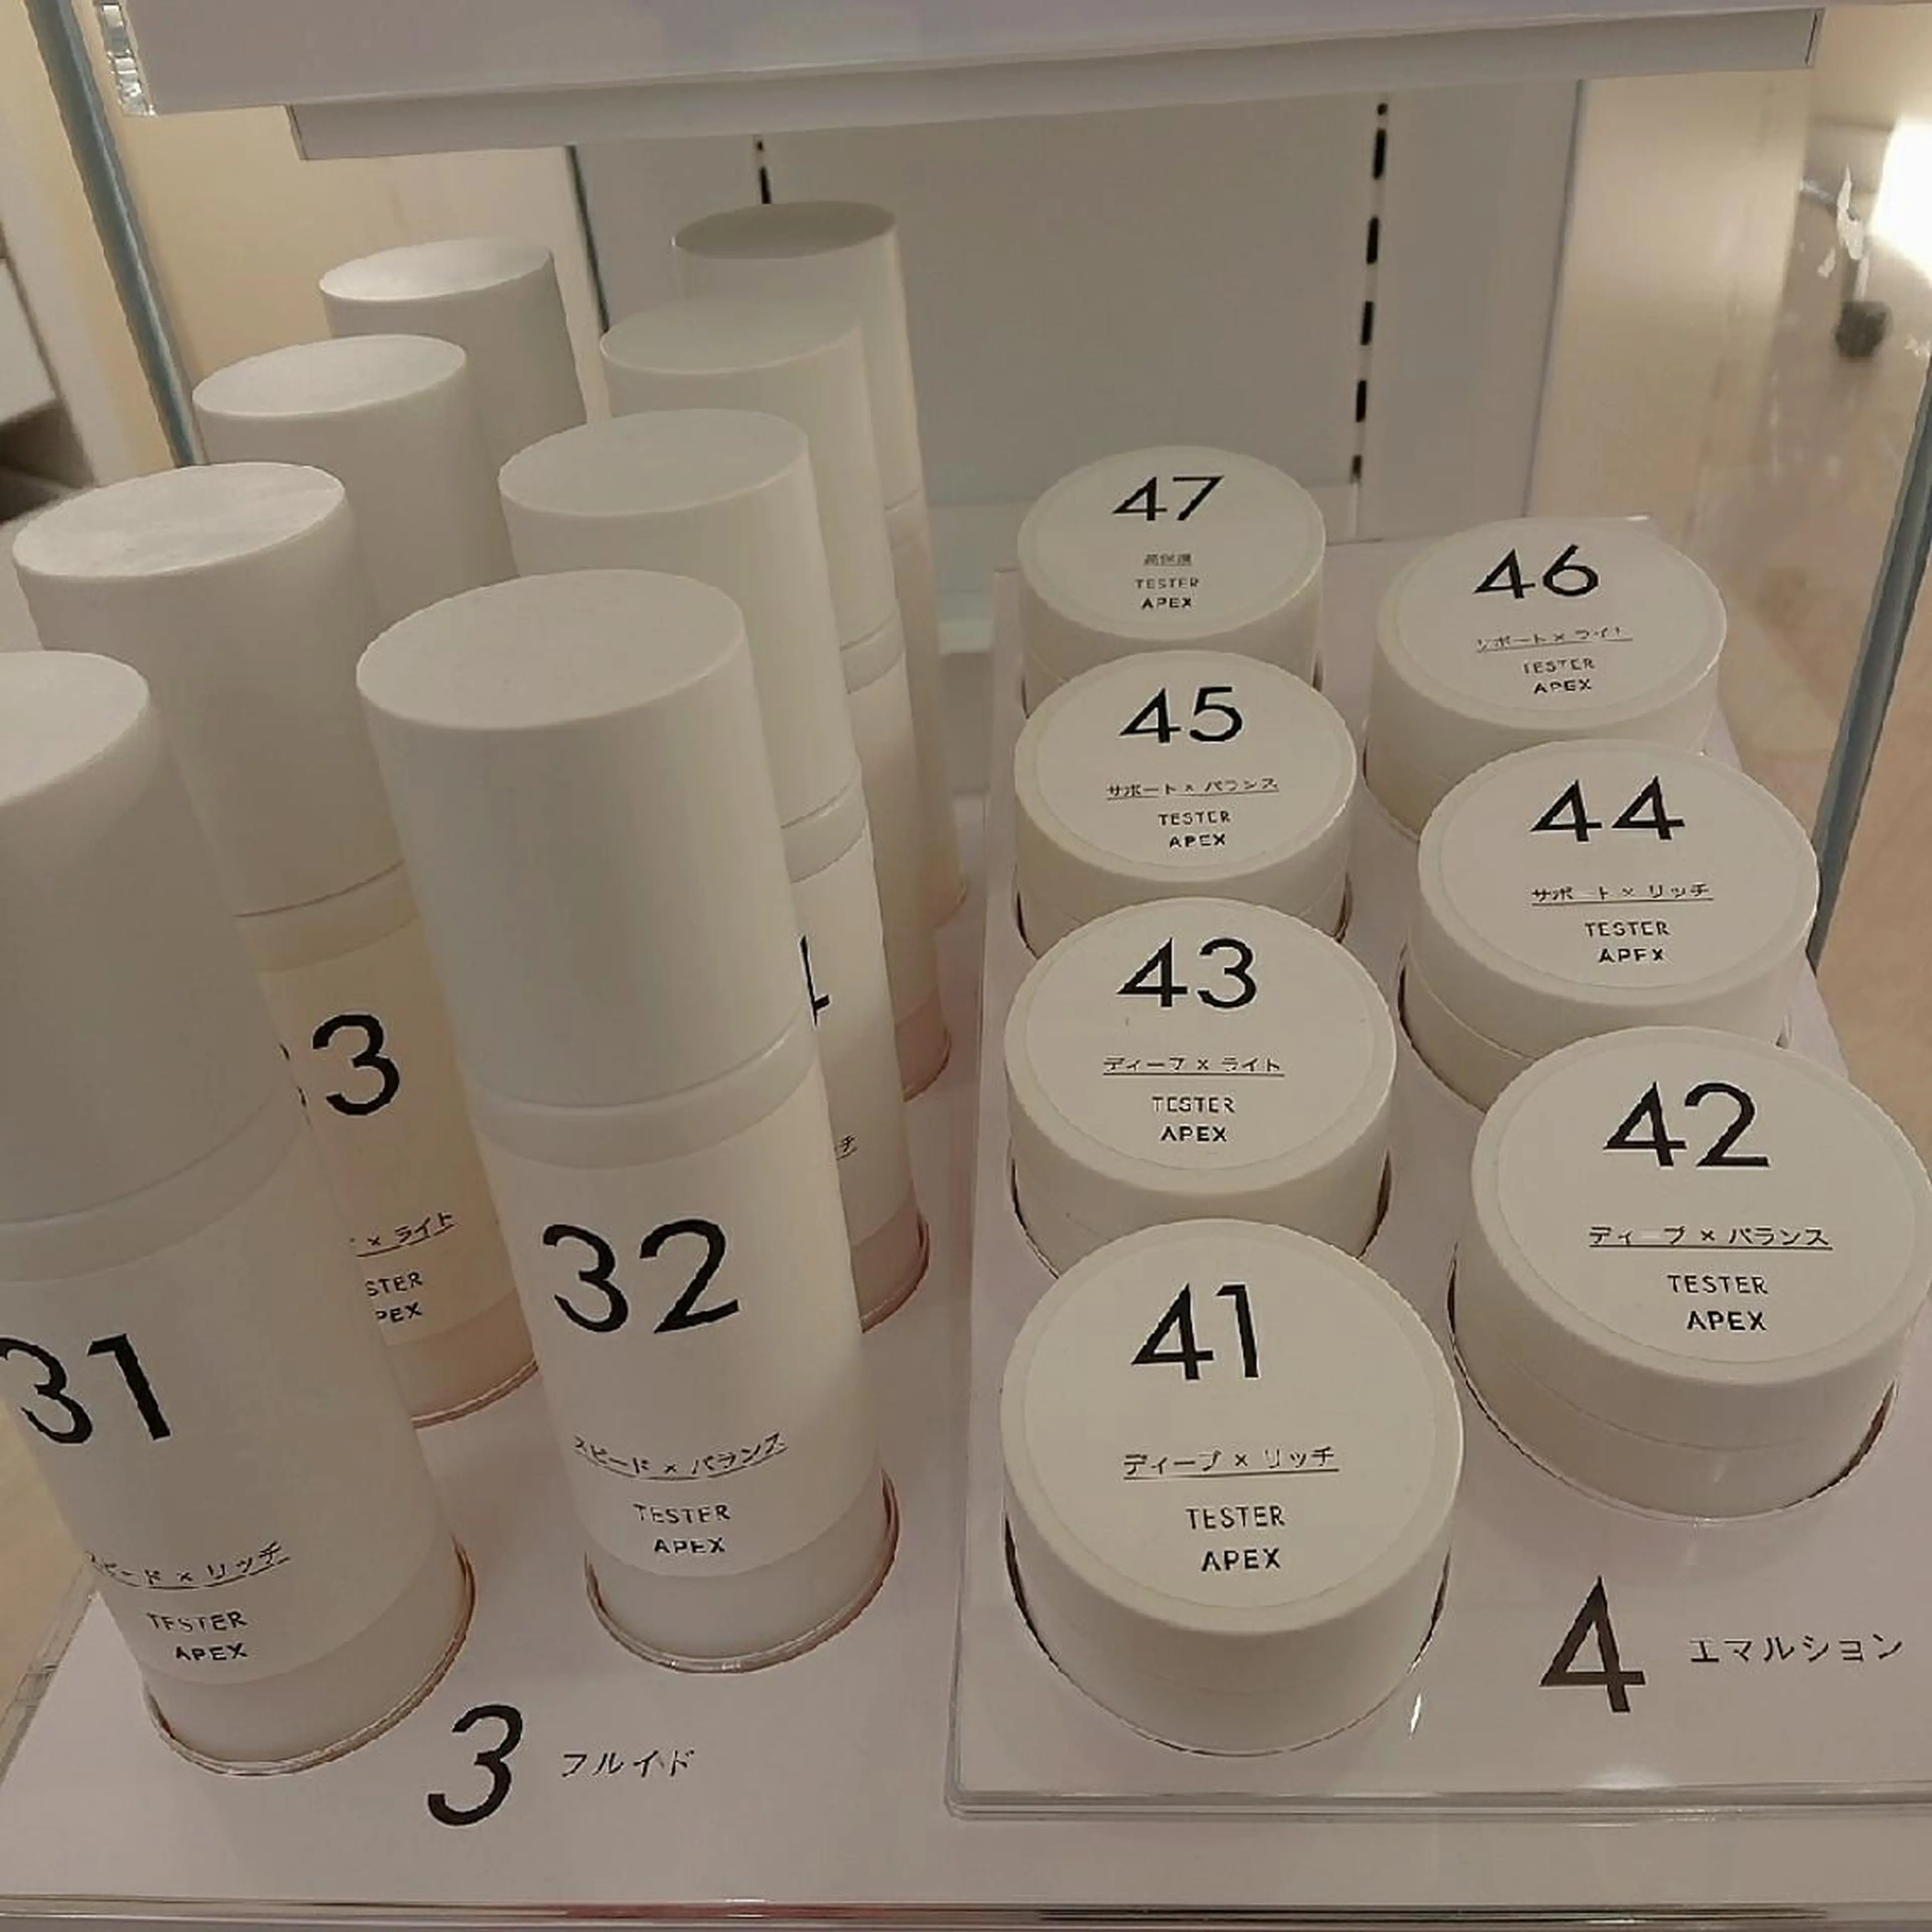 47
高保護
TESTER
APEX
46
サポート×ライト
TESTER
APEX
45
サポート×バランス
TESTER
APEX
44
サポート×リッチ
TESTER
APEX
43
ディープ×ライト
TESTER
APEX
42
ディープ×バランス
TESTER
APEX
41
ディープ×リッチ
TESTER
APEX
4 エマルション
33
×ライト
STER
PEX
32
スピード×バランス
TESTER
APEX
31
スピード×リッチ
TESTER
APEX
3 フルイド